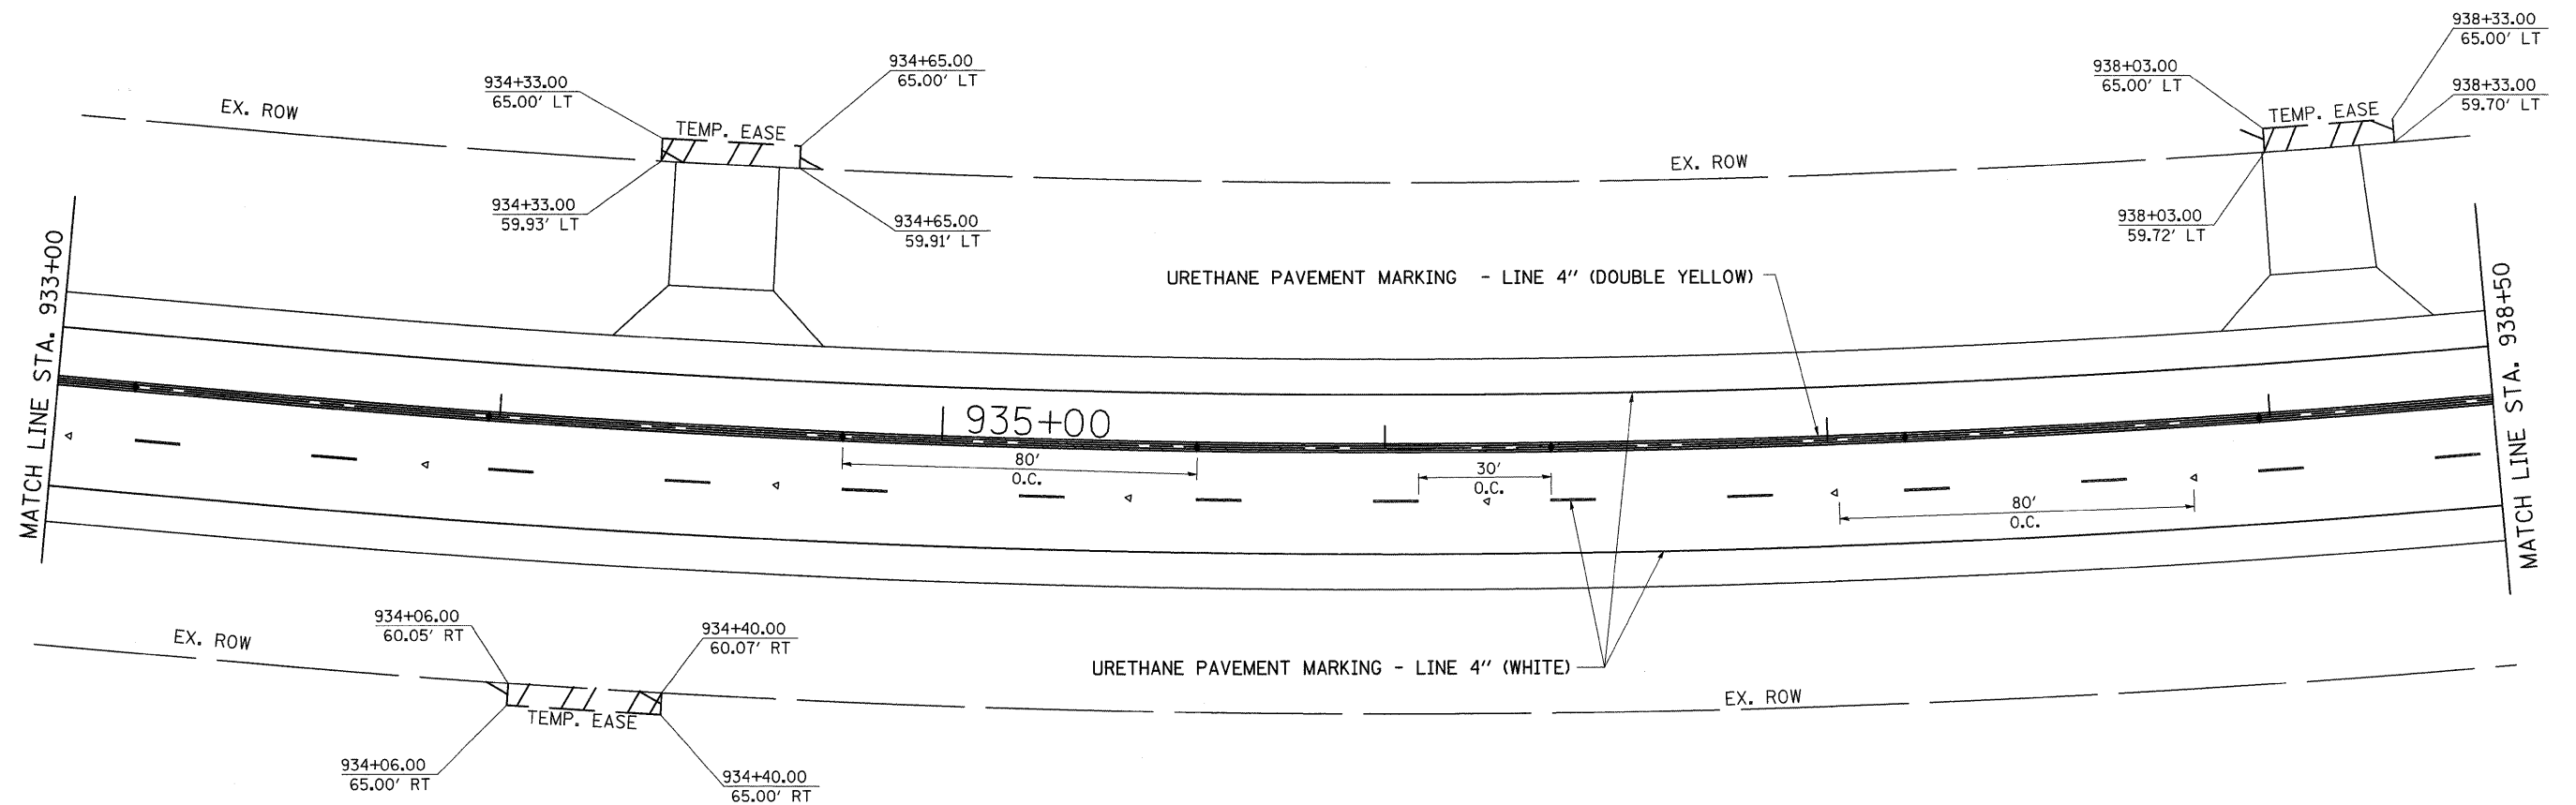 938+33.00
65.00' LT
934+65.00
65.00' LT
938+03.00
65.00' LT
934+33.00
65.00' LT
938+33.00
59.70' LT
EX. ROW
TEMP. EASE
TEMP. EASE
EX. ROW
934+33.00
59.93' LT
934+65.00
59.91' LT
938+03.00
59.72' LT
MATCH LINE STA. 933+00
URETHANE PAVEMENT MARKING - LINE 4" (DOUBLE YELLOW)
MATCH LINE STA. 938+50
935+00
80'
O.C.
30'
O.C.
80'
O.C.
934+06.00
60.05' RT
934+40.00
60.07' RT
EX. ROW
URETHANE PAVEMENT MARKING - LINE 4" (WHITE)
EX. ROW
TEMP. EASE
934+06.00
65.00' RT
934+40.00
65.00' RT